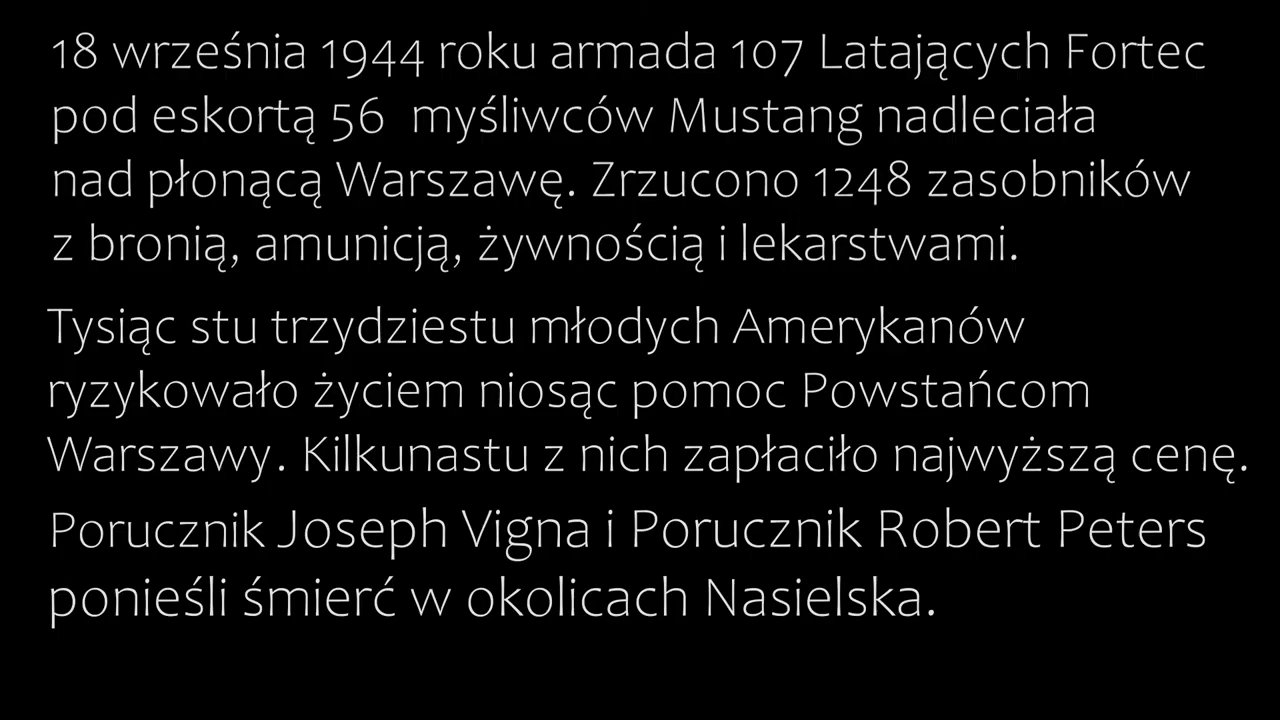 18 września 1944 roku armada 107 Latających Fortec
pod eskortą 56 myśliwców Mustang nadleciała
nad płonącą Warszawę. Zrzucono 1248 zasobników
z bronią, amunicją, żywnością i lekarstwami.
Tysiąc stu trzydziestu młodych Amerykanów
ryzykowało życiem niosąc pomoc Powstańcom
Warszawy. Kilkunastu z nich zapłaciło najwyższą cenę.
Porucznik Joseph Vigna i Porucznik Robert Peters
ponieśli śmierć w okolicach Nasielska.